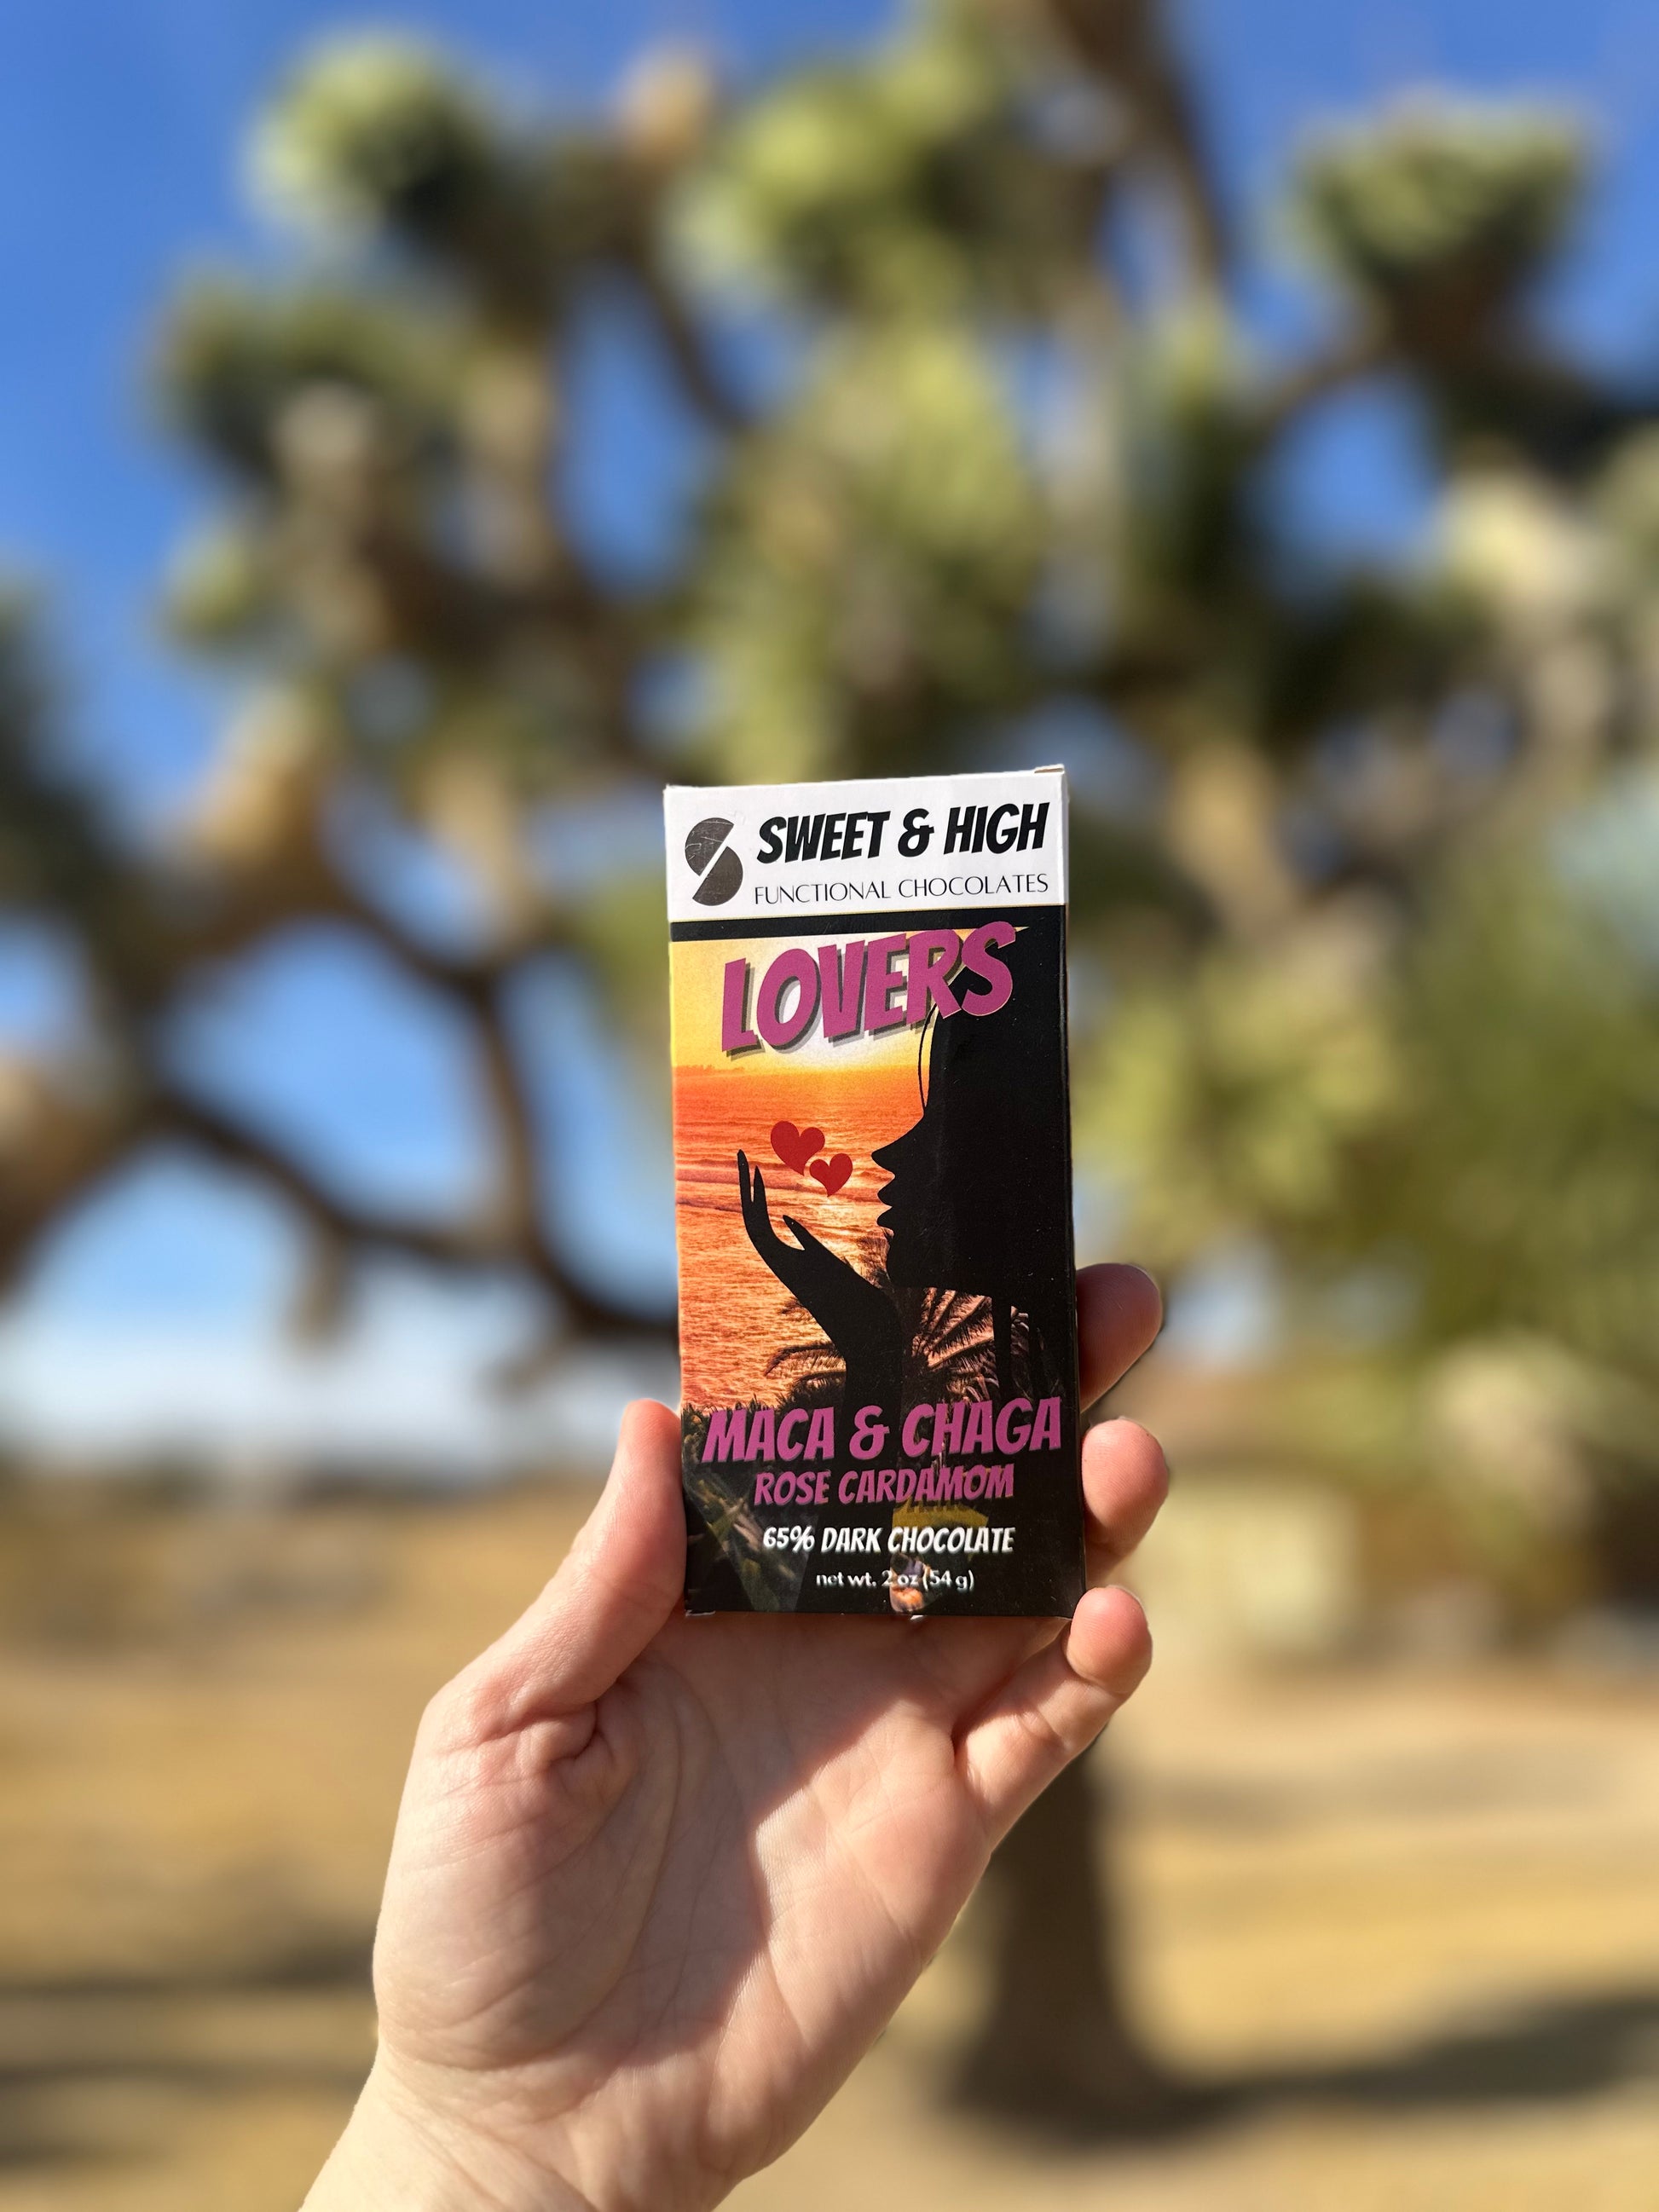 SWEET & HIGH
FUNCTIONAL CHOCOLATES
LOVERS
MACA & CHAGA
ROSE CARDAMOM
65% DARK CHOCOLATE
net wt. 2 oz (54 g)